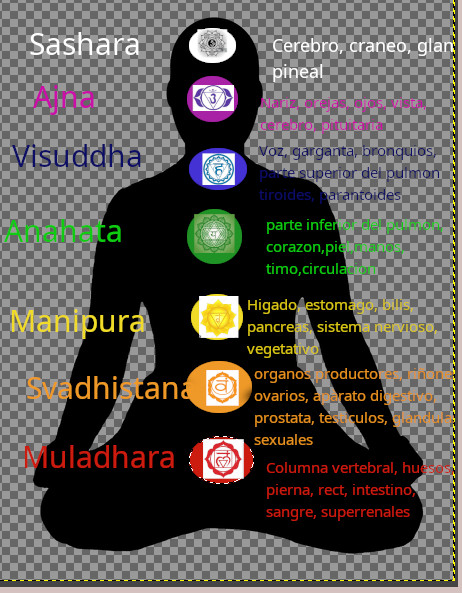 Sashara
Cerebro, craneo, glan
pineal
Ajna
Nariz, orejas, ojos, vista,
cerebro, pituitaria
Visuddha
Voz, garganta, bronquios,
parte superior del pulmon
tiroides, parantoides
Anahata
parte inferior del pulmon,
corazon,piel,manos,
timo,circulacion
Manipura
Higado, estomago, bilis,
pancreas, sistema nervioso,
vegetativo
Svadhistana
organos productores, riñone
ovarios, aparato digestivo,
prostata, testiculos, glandula
sexuales
Muladhara
Columna vertebral, huesos
pierna, rect, intestino,
sangre, superrenales